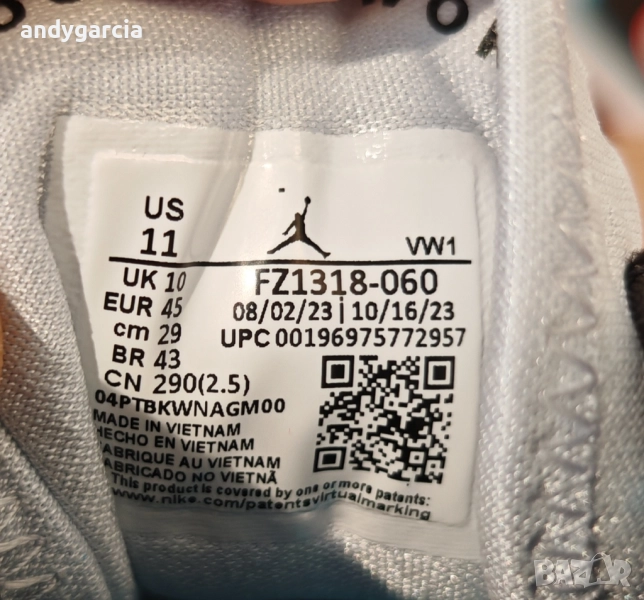 andygarcia
US
11
VW1
UK 10
FZ1318-060
EUR 45
08/02/23 | 10/16/23
cm 29
UPC 00196975772957
BR 43
CN 290(2.5)
04PTBKWNAGM00
MADE IN VIETNAM
HECHO EN VIETNAM
FABRIQUE AU VIETNAM
FABRICADO NO VIETNÃ
This product is covered by one or more patents:
www.nike.com/patentsvirtualmarking
BAZAR